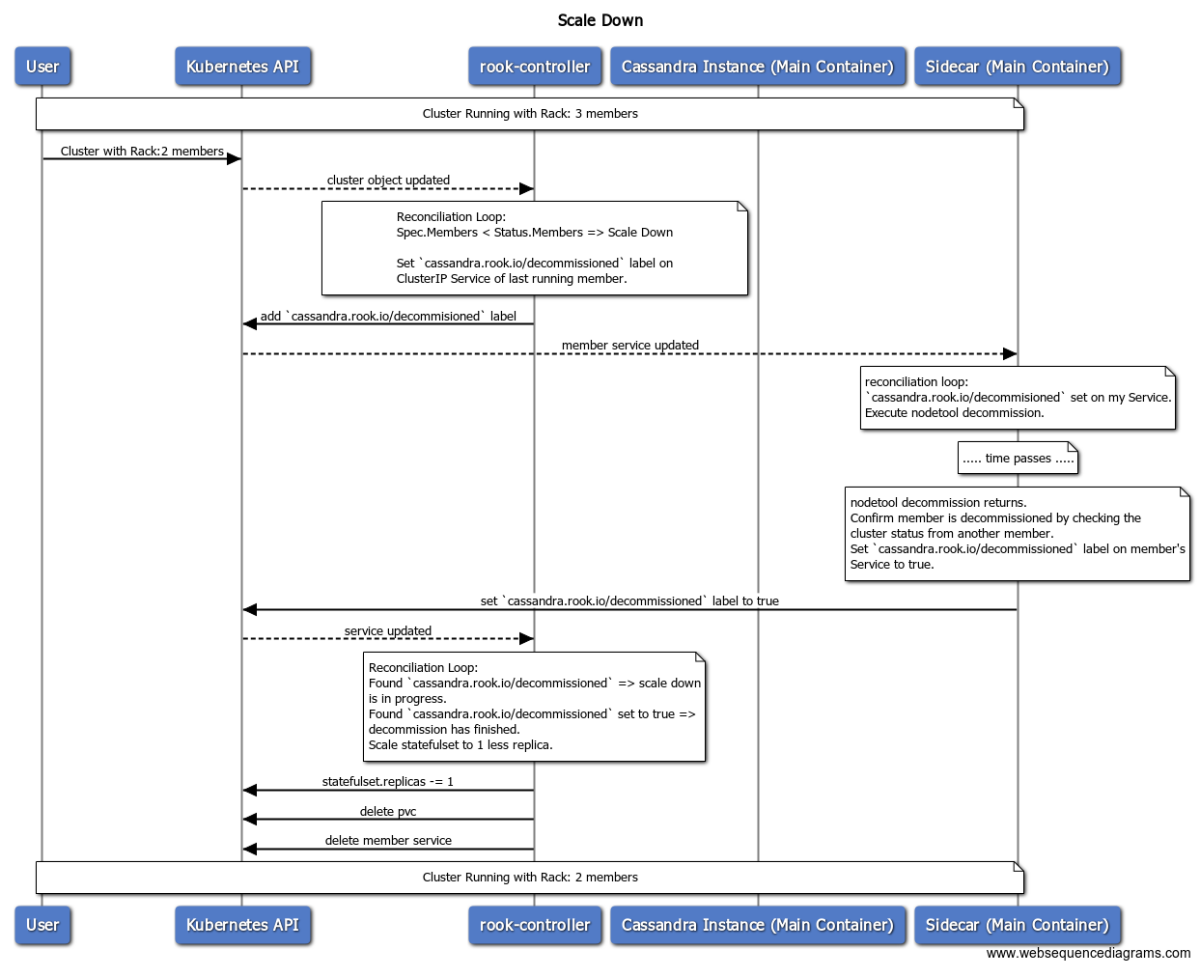 Scale Down
User
Kubernetes API
rook-controller
Cassandra Instance (Main Container)
Sidecar (Main Container)
Cluster Running with Rack: 3 members
Cluster with Rack:2 members
cluster object updated
Reconciliation Loop:
Spec.Members < Status.Members => Scale Down
Set `cassandra.rook.io/decommissioned` label on
ClusterIP Service of last running member.
add `cassandra.rook.io/decommisioned` label
member service updated
reconciliation loop:
`cassandra.rook.io/decommisioned` set on my Service.
Execute nodetool decommission.
..... time passes .....
nodetool decommission returns.
Confirm member is decommissioned by checking the
cluster status from another member.
Set `cassandra.rook.io/decommissioned` label on member's
Service to true.
set `cassandra.rook.io/decommissioned` label to true
service updated
Reconciliation Loop:
Found `cassandra.rook.io/decommissioned` => scale down
is in progress.
Found `cassandra.rook.io/decommissioned` set to true =>
decommission has finished.
Scale statefulset to 1 less replica.
statefulset.replicas -= 1
delete pvc
delete member service
Cluster Running with Rack: 2 members
User
Kubernetes API
rook-controller
Cassandra Instance (Main Container)
Sidecar (Main Container)
www.websequencediagrams.com